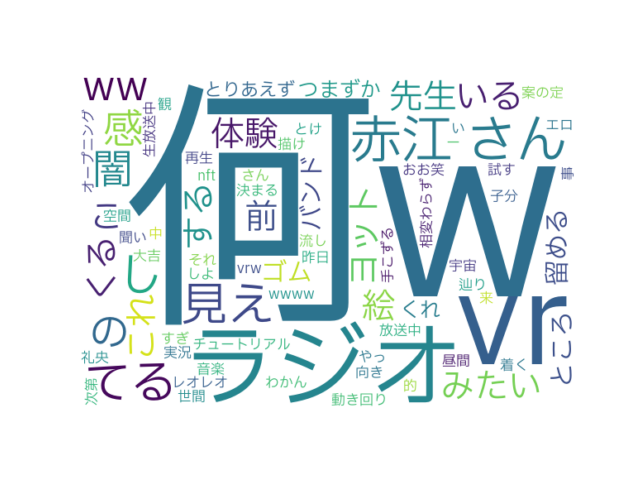 ww
とりあえず
つまずか
先生
いる
案の定
観
生放送中
オープニング
感
体験
描け
とけ
何
w
赤江
さん
エロ
い
ー
闇
再生
nft
さん
決まる
バンド
おお笑
試す
事
子分
相変わらず
手こずる
する
前
ヨット
留める
空間
くるこ
聞い
中
大吉
それ
しよ
vrw
流し
昨日
wwww
ゴム
宇宙
辿り
来
vr
ところ
し
これ
見え
絵
くれ
放送中
の
礼央
すぎ
実況
チュートリアル
ラジオ
やっ
向き
昼間
着く
みたい
てる
次第
レオレオ
世間
音楽
わかん
動き回り
的